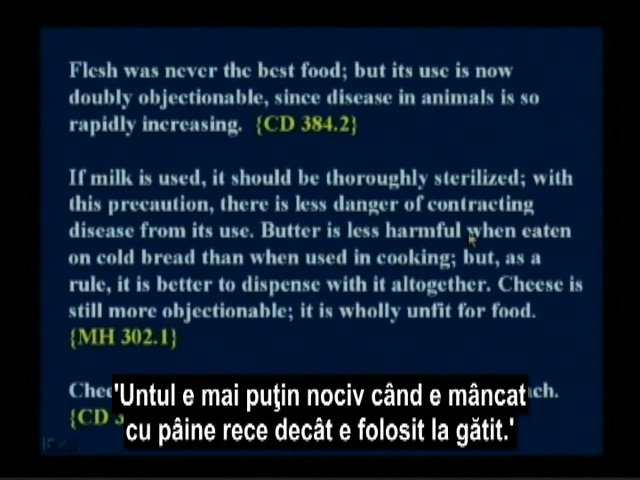 Flesh was never the best food; but its use is now
doubly objectionable, since disease in animals is so
rapidly increasing. {CD 384.2}
If milk is used, it should be thoroughly sterilized; with
this precaution, there is less danger of contracting
disease from its use. Butter is less harmful when eaten
on cold bread than when used in cooking; but, as a
rule, it is better to dispense with it altogether. Cheese is
still more objectionable; it is wholly unfit for food.
{MH 302.1}
'Untul e mai puţin nociv când e mâncat
{CD
cu pâine rece decât e folosit la gătit.'